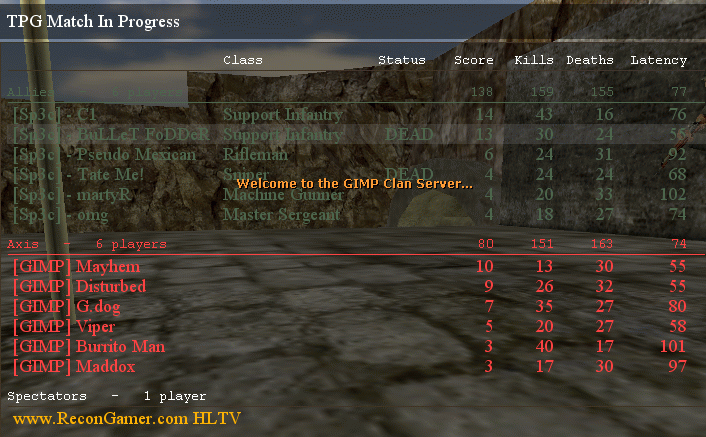 TPG Match In Progress
Class Status Score Kills Deaths Latency
Allies - 6 players 138 159 155 77
[Sp3c] - C1 Support Infantry 14 43 16 76
[Sp3c] - BuLLeT FoDDeR Support Infantry DEAD 13 30 24 56
[Sp3c] - Pseudo Mexican Rifleman 6 24 31 92
[Sp3c] - Tate Me! Sniper DEAD 4 24 24 68
Welcome to the GIMP Clan Server...
[Sp3c] - martyR Machine Gunner 4 20 33 102
[Sp3c] - omg Master Sergeant 4 18 27 74
Axis - 6 players 80 151 163 74
[GIMP] Mayhem 10 13 30 55
[GIMP] Disturbed 9 26 32 55
[GIMP] G.dog 7 35 27 80
[GIMP] Viper 5 20 27 58
[GIMP] Burrito Man 3 40 17 101
[GIMP] Maddox 3 17 30 97
Spectators - 1 player
www.ReconGamer.com HLTV